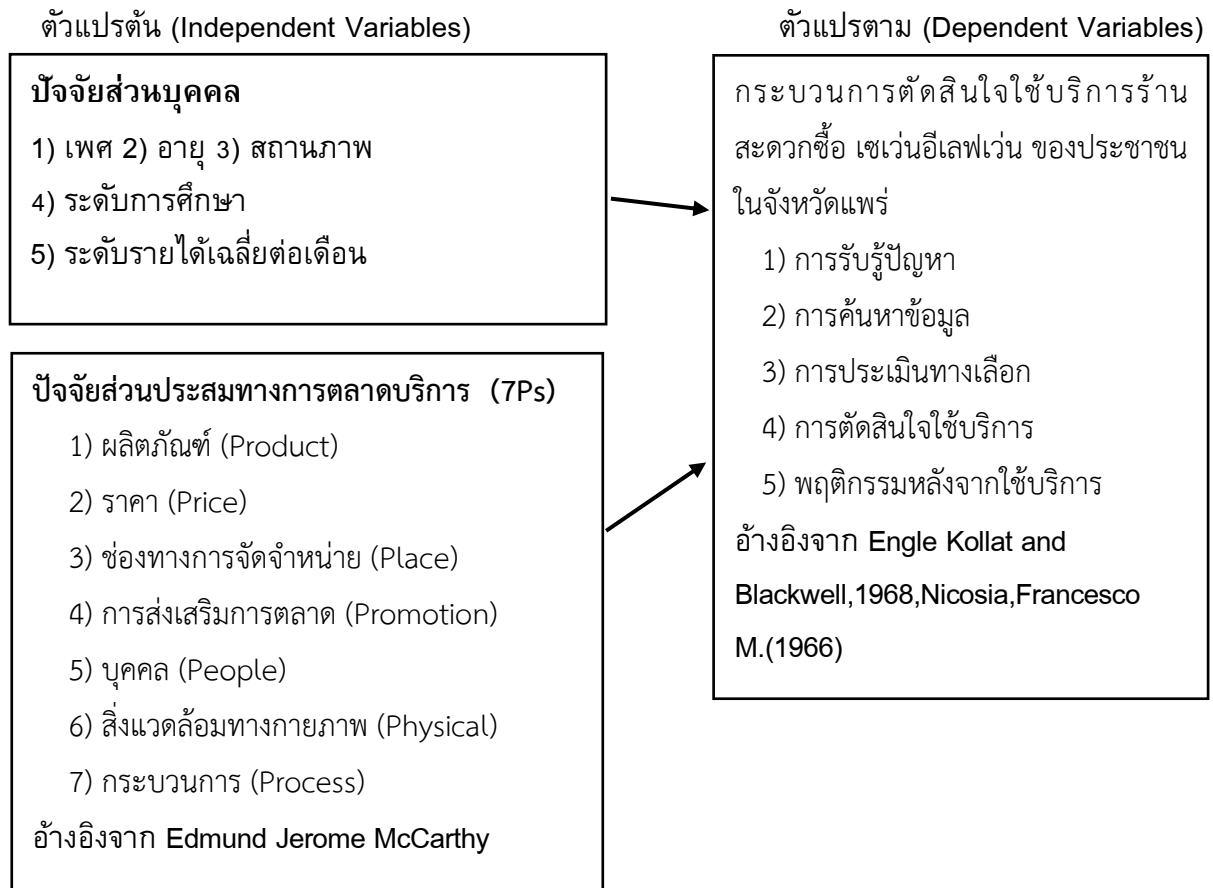 ตัวแปรต้น (Independent Variables)
ปัจจัยส่วนบุคคล
1) เพศ 2) อายุ 3) สถานภาพ
4) ระดับการศึกษา
5) ระดับรายได้เฉลี่ยต่อเดือน
ปัจจัยส่วนประสมทางการตลาดบริการ (7Ps)
1) ผลิตภัณฑ์ (Product)
2) ราคา (Price)
3) ช่องทางการจัดจำหน่าย (Place)
4) การส่งเสริมการตลาด (Promotion)
5) บุคคล (People)
6) สิ่งแวดล้อมทางกายภาพ (Physical)
7) กระบวนการ (Process)
อ้างอิงจาก Edmund Jerome McCarthy
ตัวแปรตาม (Dependent Variables)
กระบวนการตัดสินใจใช้บริการร้าน
สะดวกซื้อ เซเว่นอีเลฟเว่น ของประชาชน
ในจังหวัดแพร่
1) การรับรู้ปัญหา
2) การค้นหาข้อมูล
3) การประเมินทางเลือก
4) การตัดสินใจใช้บริการ
5) พฤติกรรมหลังจากใช้บริการ
อ้างอิงจาก Engle Kollat and
Blackwell,1968,Nicosia,Francesco
M.(1966)